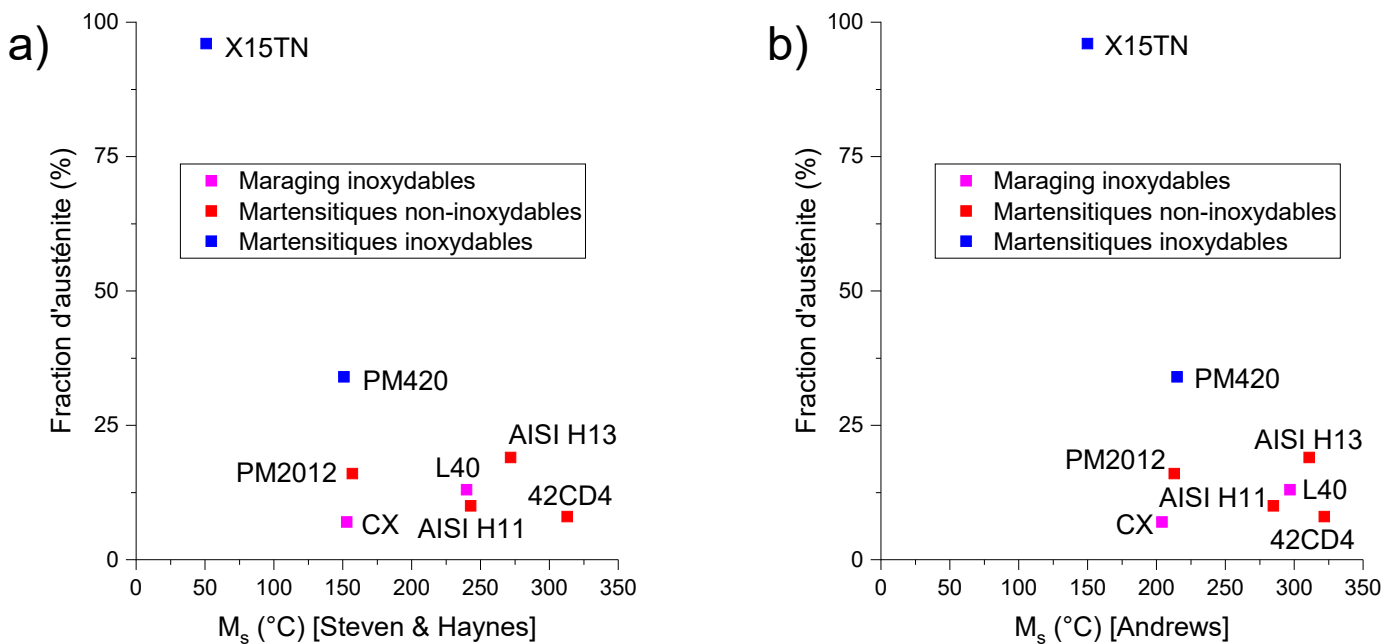 a)
Fraction d'austénite (%)
100
75
50
25
0
X15TN
Maraging inoxydables
Martensitiques non-inoxydables
Martensitiques inoxydables
PM420
AISI H13
PM2012
L40
42CD4
CX
AISI H11
0 50 100 150 200 250 300 350
Ms (°C) [Steven & Haynes]
b)
Fraction d'austénite (%)
100
75
50
25
0
X15TN
Maraging inoxydables
Martensitiques non-inoxydables
Martensitiques inoxydables
PM420
AISI H13
PM2012
AISI H11
L40
CX
42CD4
0 50 100 150 200 250 300 350
Ms (°C) [Andrews]